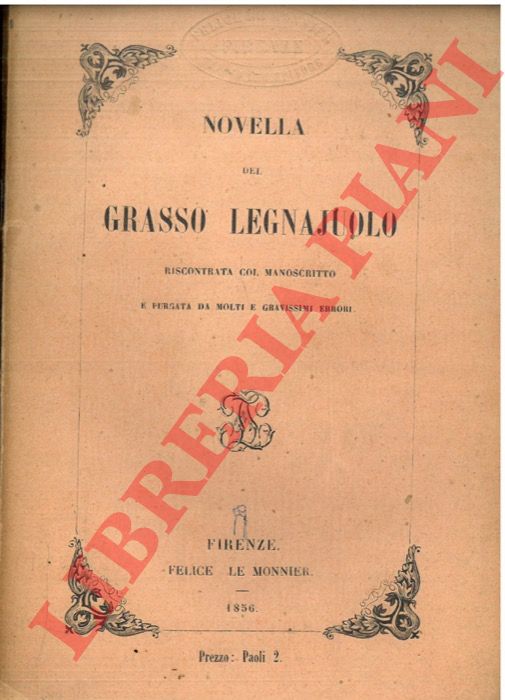 NOVELLA
DEL
GRASSO LEGNAJUOLO
RISCONTRATA COL MANOSCRITTO
E PURGATA DA MOLTI E GRAVISSIMI ERRORI.
FIRENZE.
FELICE LE MONNIER.
1856.
Prezzo: Paoli 2.
LIBRERIA PIANI